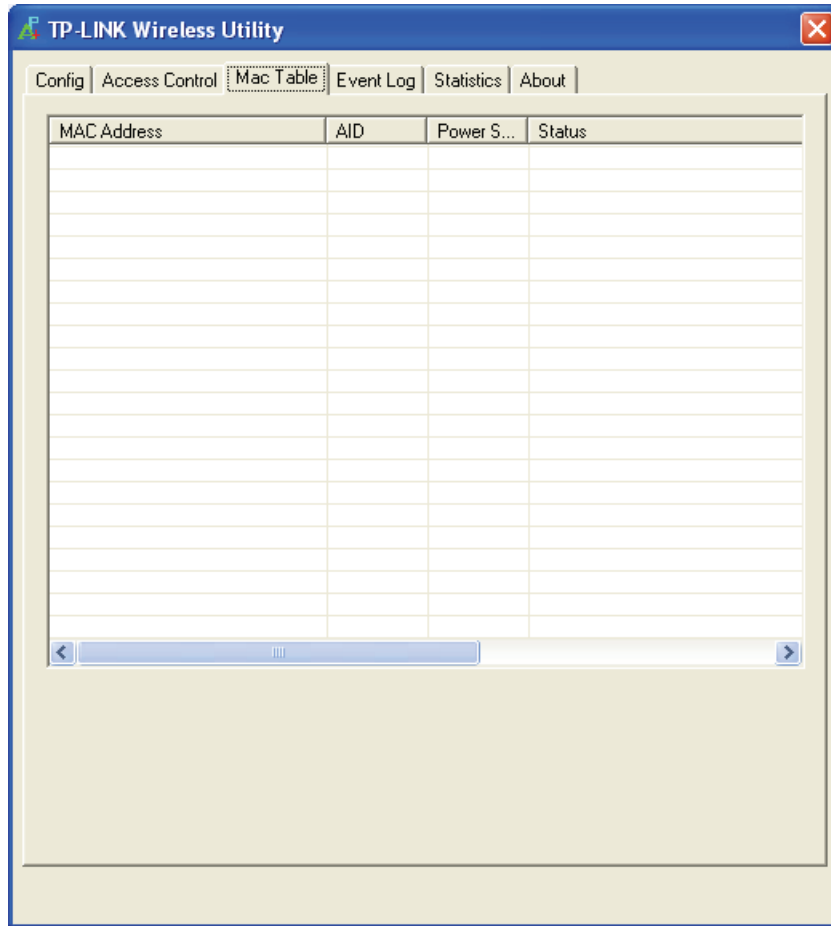 TP-LINK Wireless Utility
Config Access Control Mac Table Event Log Statistics About
MAC Address AID Power S... Status